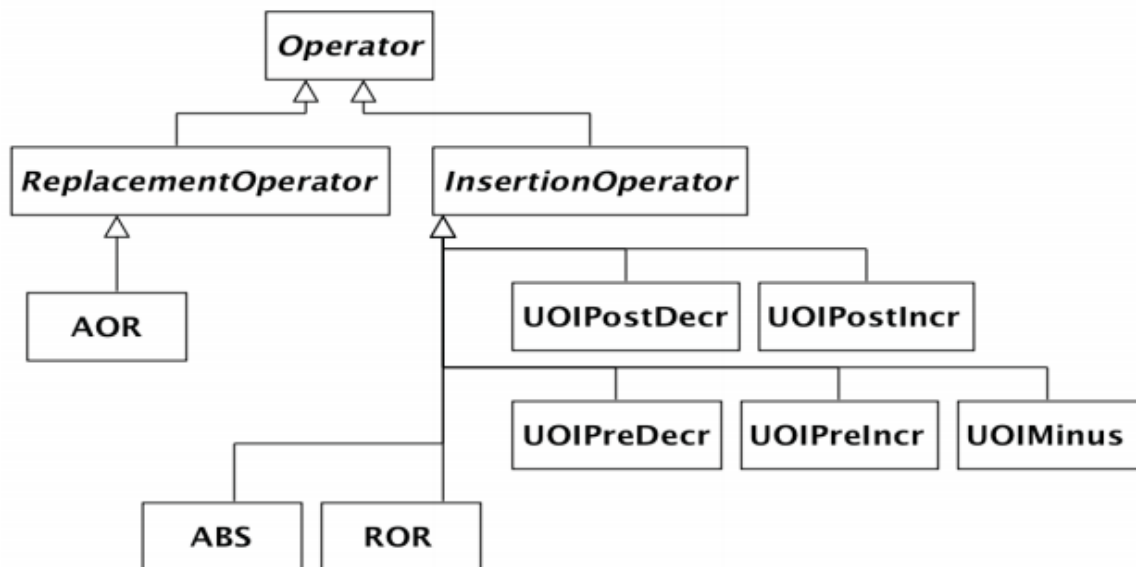 Operator
ReplacementOperator
InsertionOperator
AOR
UOIPostDecr
UOIPostIncr
UOIPreDecr
UOIPreIncr
UOIMinus
ABS
ROR